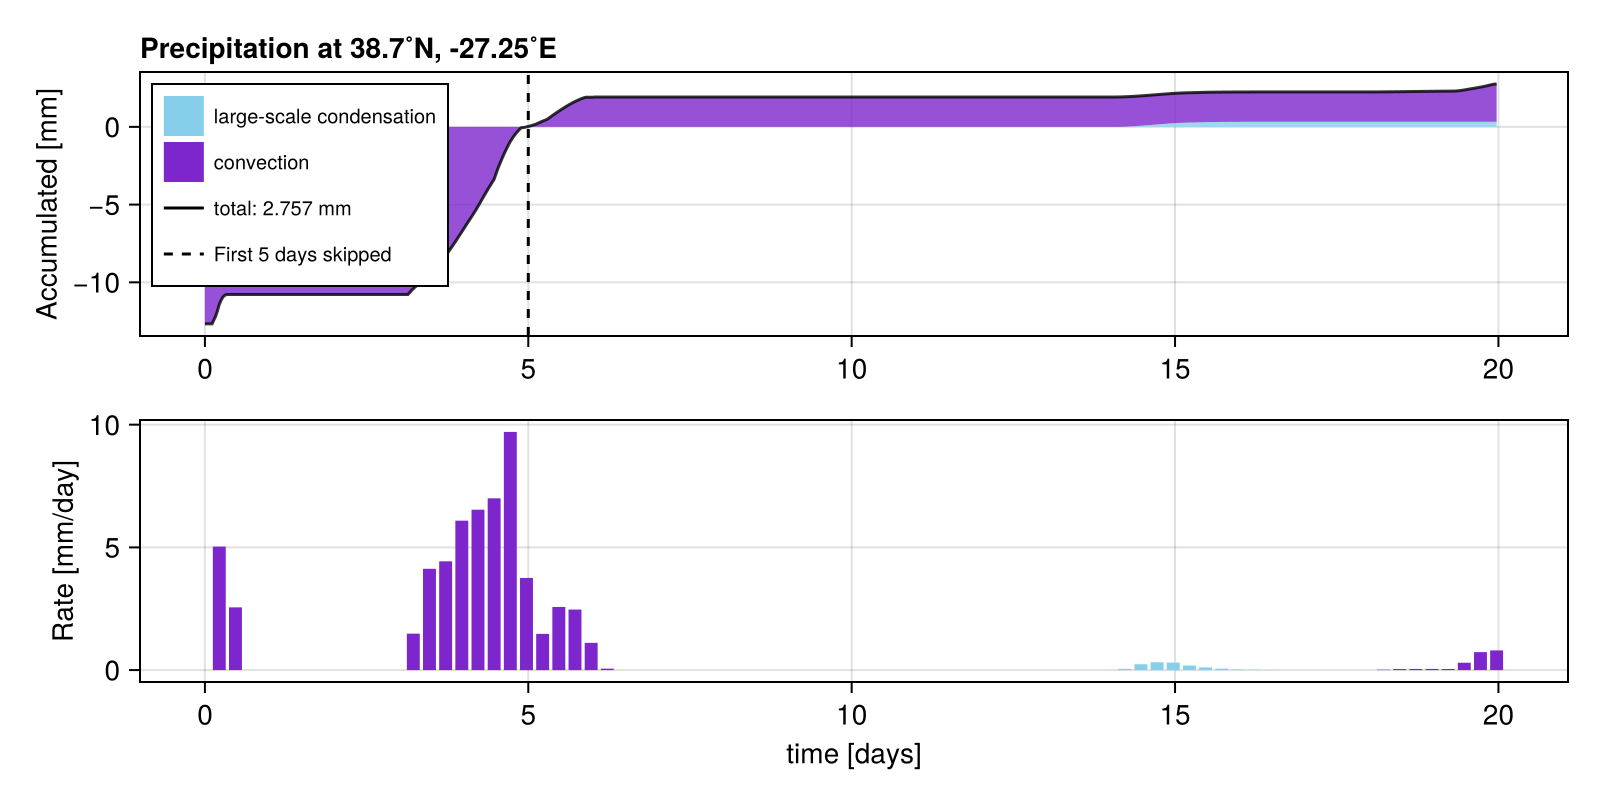 Precipitation at 38.7˚N, -27.25˚E
Accumulated [mm]
0
−5
−10
large-scale condensation
convection
total: 2.757 mm
First 5 days skipped
0 5 10 15 20
Rate [mm/day]
10
5
0
0 5 10 15 20
time [days]